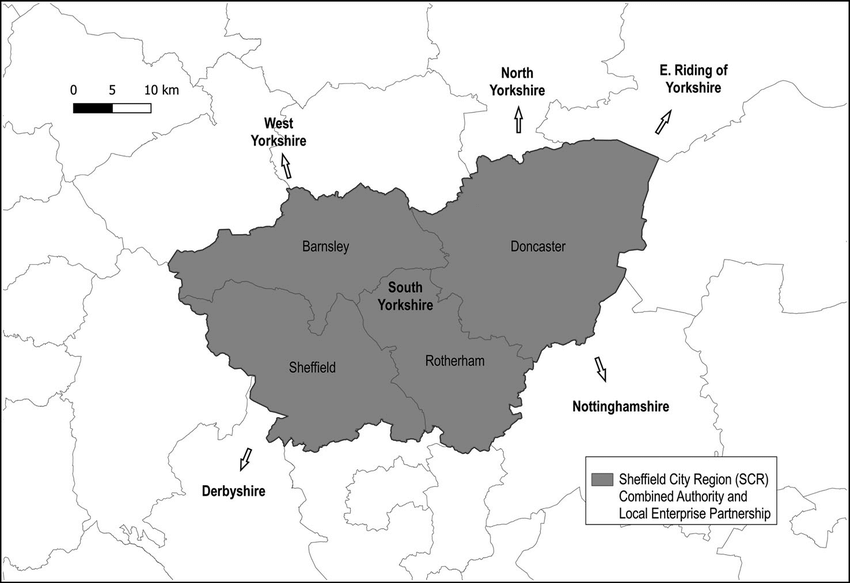 0 5 10 km
North
Yorkshire
E. Riding of
Yorkshire
West
Yorkshire
Barnsley
Doncaster
South
Yorkshire
Sheffield
Rotherham
Nottinghamshire
Derbyshire
Sheffield City Region (SCR)
Combined Authority and
Local Enterprise Partnership